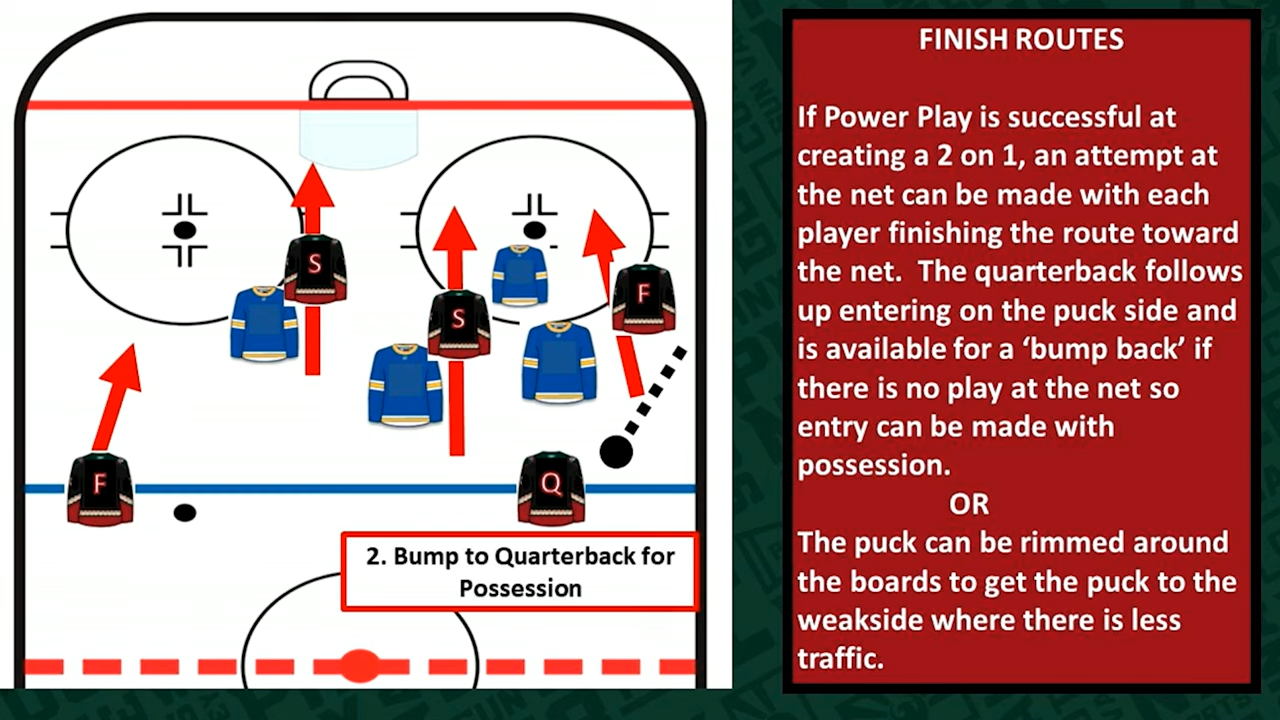 FINISH ROUTES
If Power Play is successful at
creating a 2 on 1, an attempt at
the net can be made with each
player finishing the route toward
the net.  The quarterback follows
up entering on the puck side and
is available for a ‘bump back’ if
there is no play at the net so
entry can be made with
possession.
OR
The puck can be rimmed around
the boards to get the puck to the
weakside where there is less
traffic.
S
F
S
F
Q
2. Bump to Quarterback for
Possession